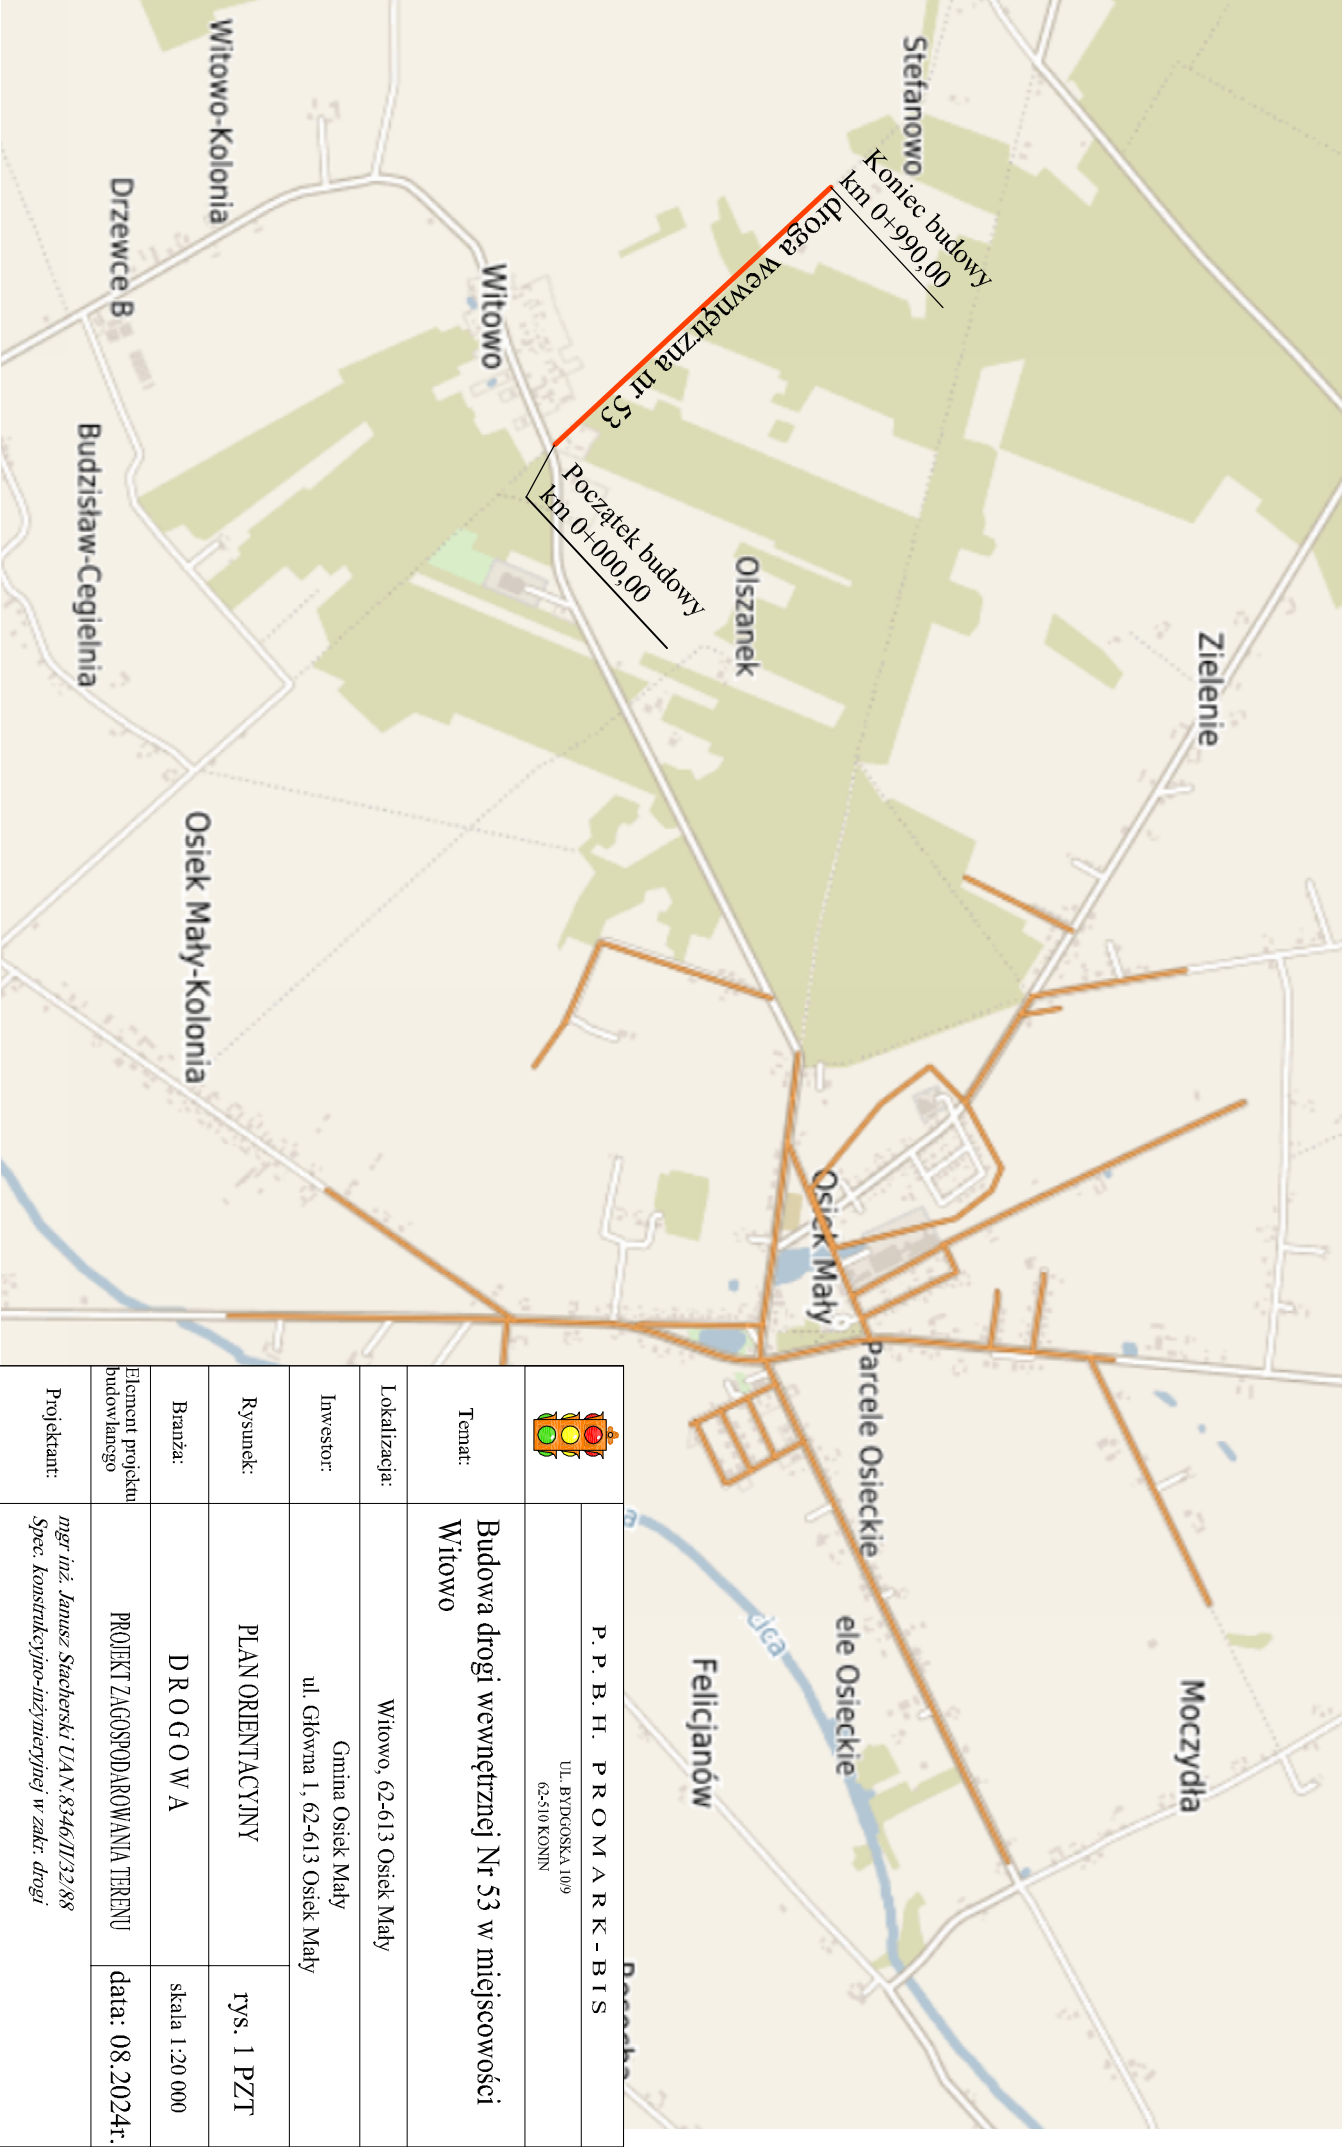 Stefanowo
Koniec budowy
km 0+990,00
droga wewnętrzna nr 53
Witowo-Kolonia
Drzewce B
Witowo
Początek budowy
km 0+000,00
Olszanek
Zielenie
Budzisław-Cegielnia
Osiek Mały-Kolonia
Osiek Mały
Parcele Osieckie
ele Osieckie
Moczydła
Felicjanów
P. P. B. H. PROMARK-BIS
UL. BYDGOSKA 10/9
62-510 KONIN
Temat:
Budowa drogi wewnętrznej Nr 53 w miejscowości
Witowo
Lokalizacja:
Witowo, 62-613 Osiek Mały
Inwestor:
Gmina Osiek Mały
ul. Główna 1, 62-613 Osiek Mały
Rysunek:
PLAN ORIENTACYJNY
rys. 1 PZT
Branża:
DROGOWA
skala 1:20 000
Element projektu
budowlanego
PROJEKT ZAGOSPODAROWANIA TERENU
data: 08.2024r.
Projektant:
mgr inż. Janusz Stacherski UAN.8346/II/32/88
Spec. konstrukcyjno-inżynieryjnej w zakr. drogi